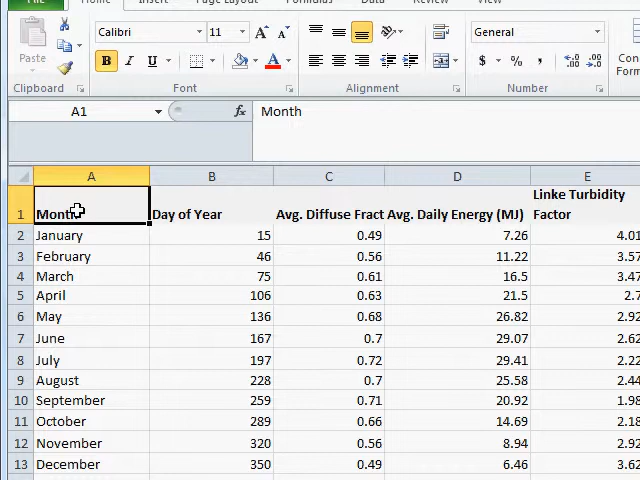 File Home Insert Page Layout Formulas Data Review View
Calibri 11 General
Paste B I U $ % , .00
Clipboard Font Alignment Number
A1 fx Month
A B C D E
Linke Turbidity
1 Month Day of Year Avg. Diffuse Fract Avg. Daily Energy (MJ) Factor
2 January 15 0.49 7.26 4.01
3 February 46 0.56 11.22 3.57
4 March 75 0.61 16.5 3.47
5 April 106 0.63 21.5 2.7
6 May 136 0.68 26.82 2.92
7 June 167 0.7 29.07 2.62
8 July 197 0.72 29.41 2.22
9 August 228 0.7 25.58 2.44
10 September 259 0.71 20.92 1.98
11 October 289 0.66 14.69 2.18
12 November 320 0.56 8.94 2.92
13 December 350 0.49 6.46 3.62